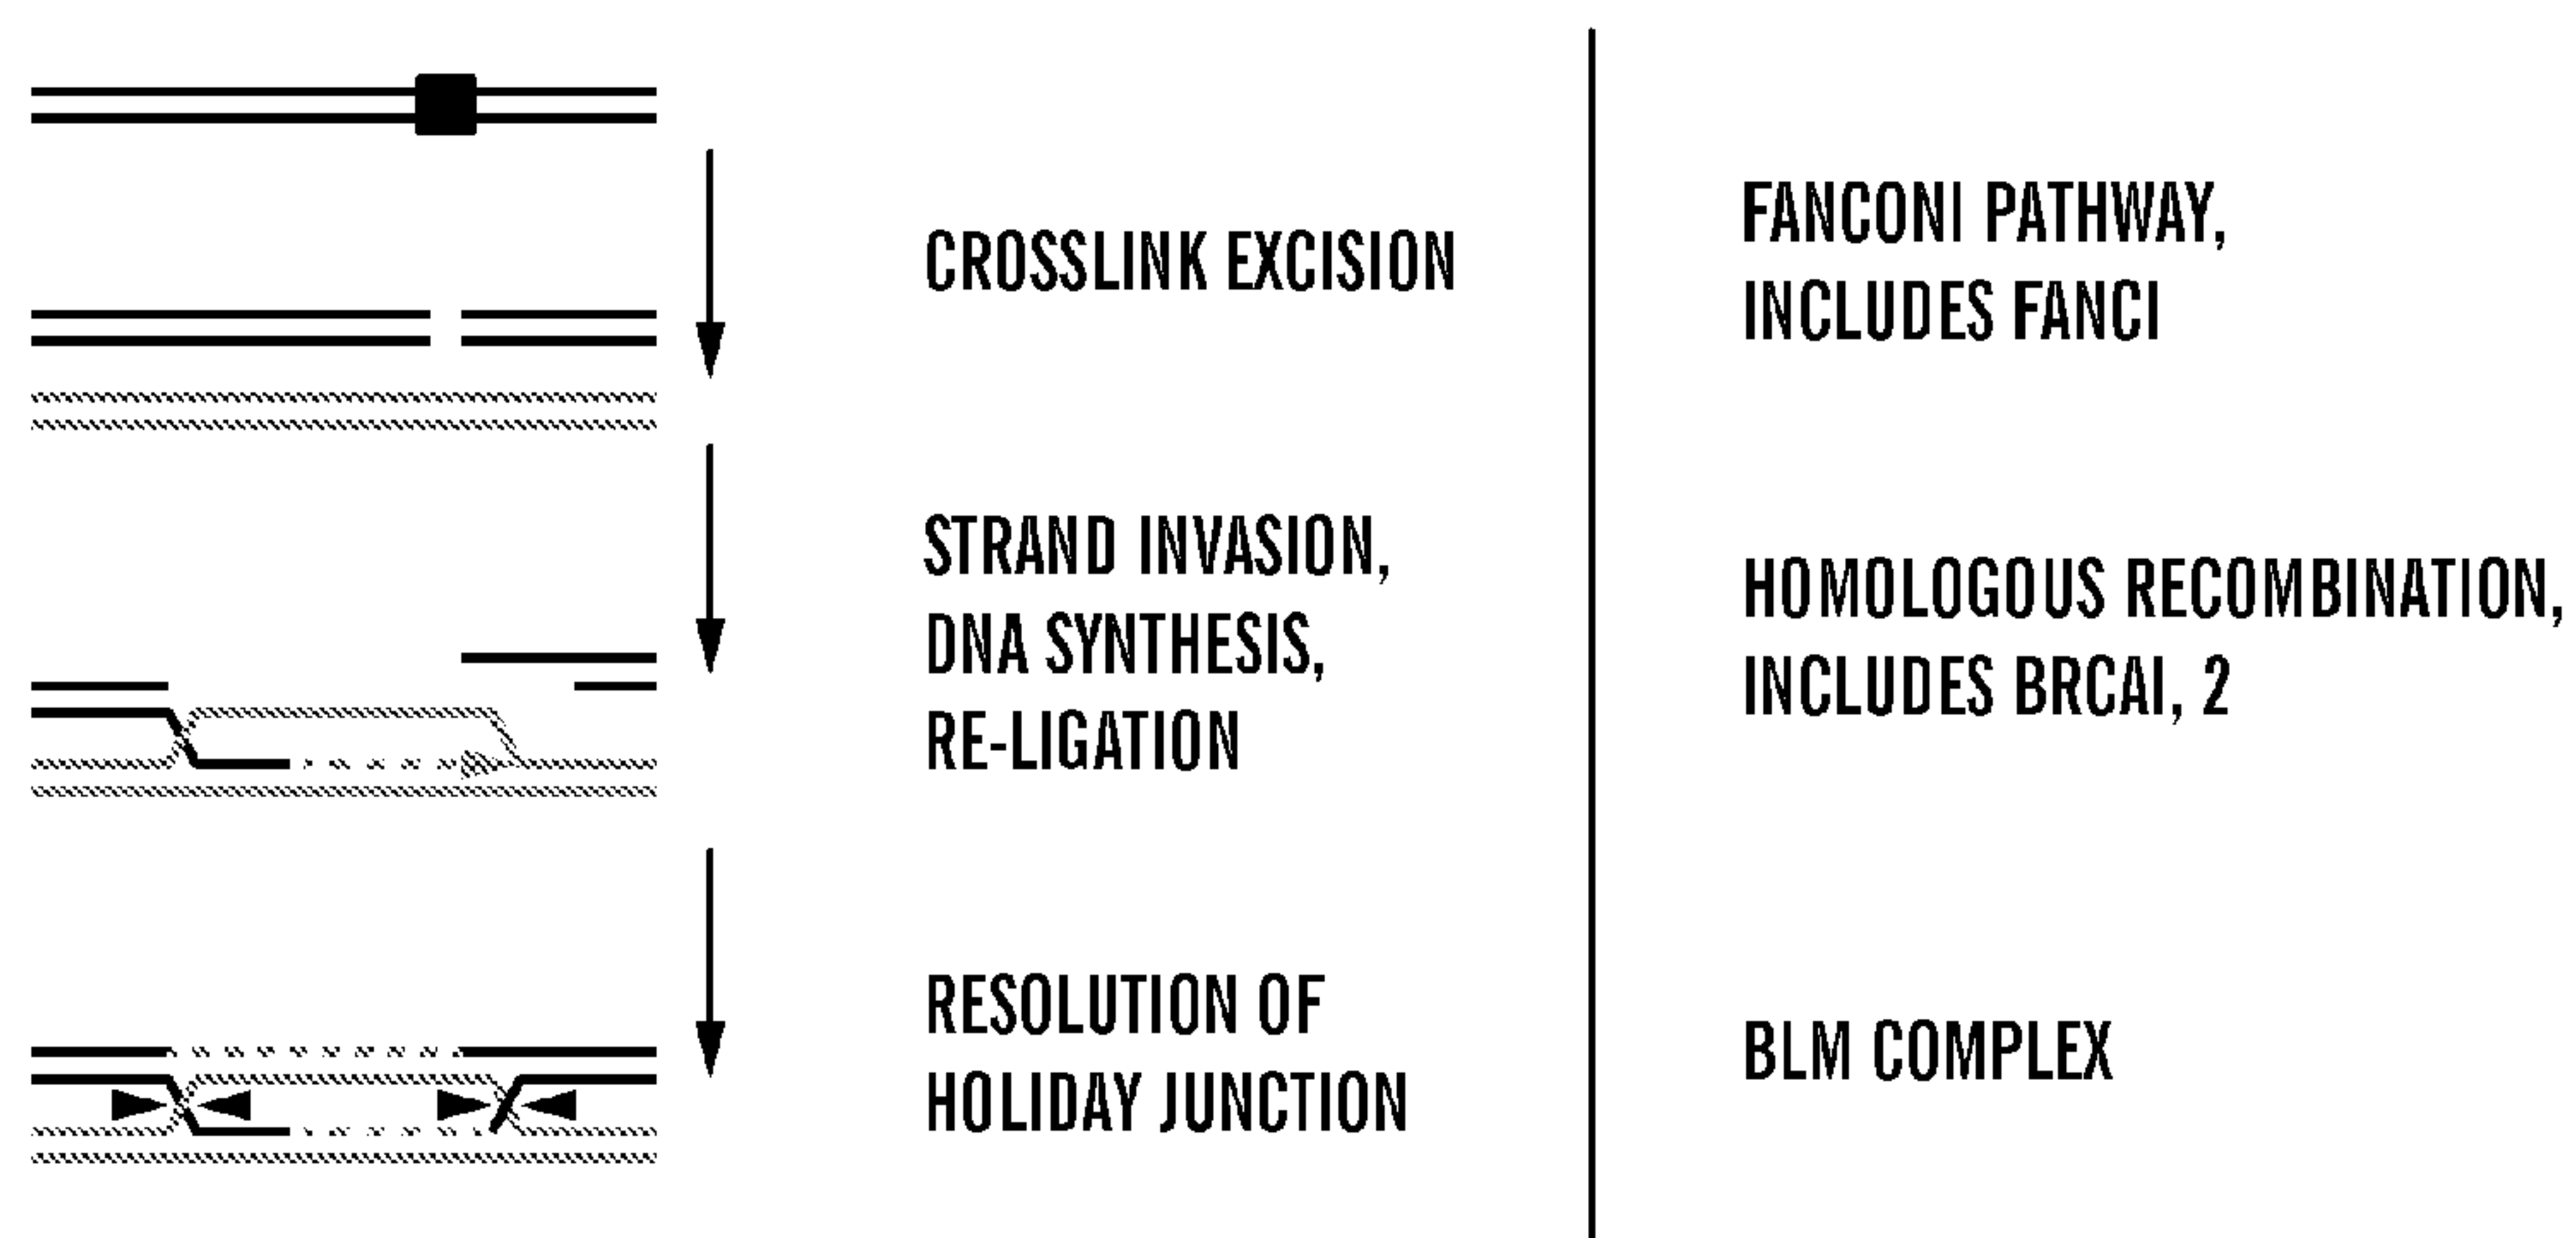 CROSSLINK EXCISION
FANCONI PATHWAY,
INCLUDES FANCI
STRAND INVASION,
DNA SYNTHESIS,
RE-LIGATION
HOMOLOGOUS RECOMBINATION,
INCLUDES BRCAI, 2
RESOLUTION OF
HOLIDAY JUNCTION
BLM COMPLEX